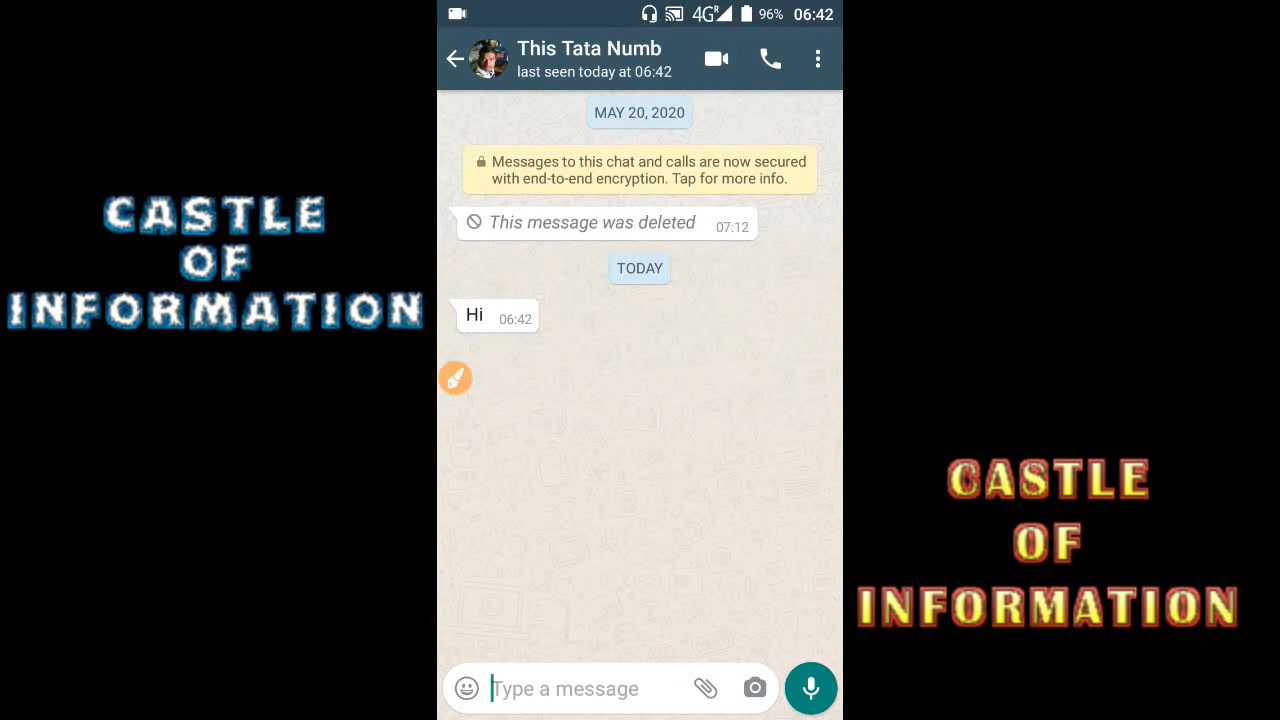 CASTLE
OF
INFORMATION
4G R 96% 06:42
This Tata Numb
last seen today at 06:42
MAY 20, 2020
Messages to this chat and calls are now secured
with end-to-end encryption. Tap for more info.
This message was deleted 07:12
TODAY
Hi 06:42
Type a message
CASTLE
OF
INFORMATION